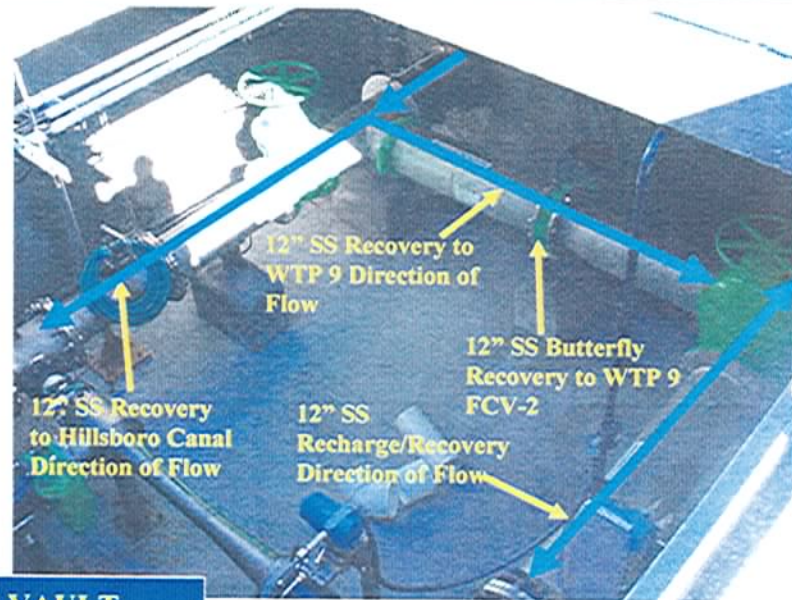 12” SS Recovery to
WTP 9 Direction of
Flow
12” SS Butterfly
Recovery to WTP 9
FCV-2
12” SS Recovery
to Hillsboro Canal
Direction of Flow
12” SS
Recharge/Recovery
Direction of Flow
VAULT